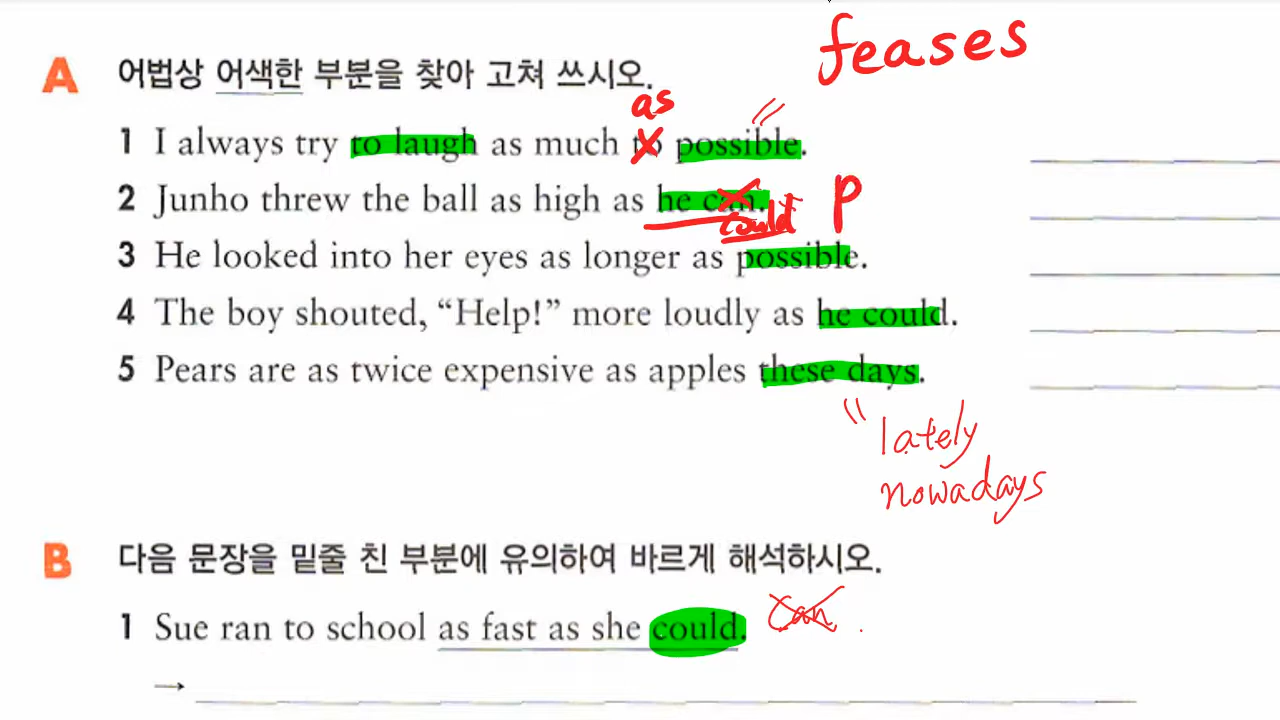 feases
A 어법상 어색한 부분을 찾아 고쳐 쓰시오.
as
1 I always try to laugh as much to possible.
2 Junho threw the ball as high as he can. P
could
3 He looked into her eyes as longer as possible.
4 The boy shouted, “Help!” more loudly as he could.
5 Pears are as twice expensive as apples these days.
" lately
nowadays
B 다음 문장을 밑줄 친 부분에 유의하여 바르게 해석하시오.
1 Sue ran to school as fast as she could. Can
→